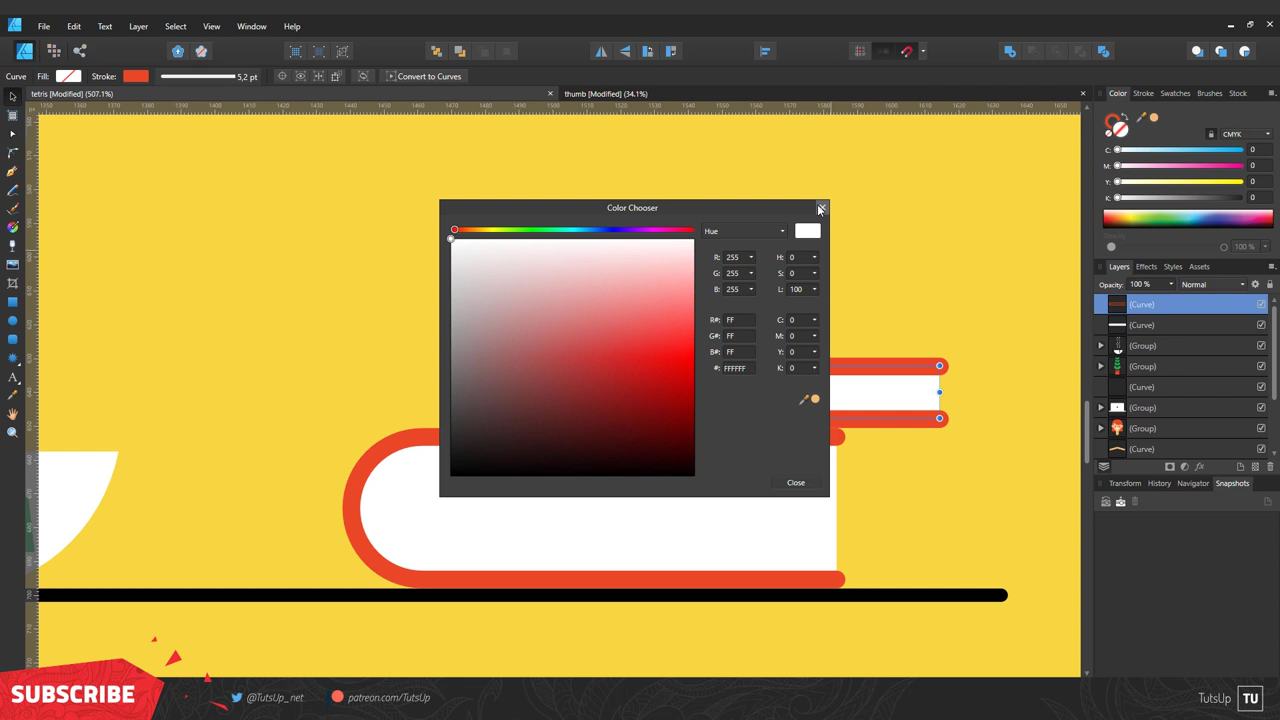 File Edit Text Layer Select View Window Help
Curve Fill: Stroke: 5,2 pt Convert to Curves
tetris [Modified] (507.1%) thumb [Modified] (34.1%)
Color Stroke Swatches Brushes Stock
CMYK
C: 0
M: 0
Y: 0
K: 0
Opacity
100 %
Layers Effects Styles Assets
Opacity: 100 % Normal
(Curve)
(Curve)
(Group)
(Group)
(Curve)
(Group)
(Group)
(Curve)
Transform History Navigator Snapshots
Color Chooser
Hue
R: 255 H: 0
G: 255 S: 0
B: 255 L: 100
R#: FF C: 0
G#: FF M: 0
B#: FF Y: 0
#: FFFFFF K: 0
Close
SUBSCRIBE @TutsUp_net patreon.com/TutsUp TutsUp TU